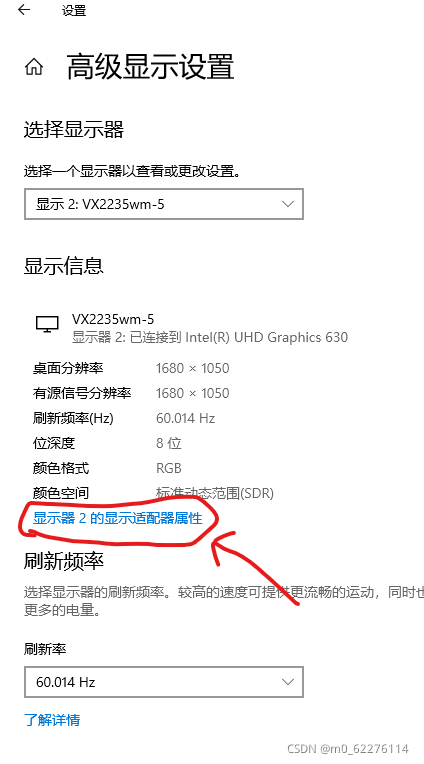 设置
高级显示设置
选择显示器
选择一个显示器以查看或更改设置。
显示 2: VX2235wm-5
显示信息
VX2235wm-5
显示器 2: 已连接到 Intel(R) UHD Graphics 630
桌面分辨率 1680 × 1050
有源信号分辨率 1680 × 1050
刷新频率(Hz) 60.014 Hz
位深度 8 位
颜色格式 RGB
颜色空间 标准动态范围(SDR)
显示器 2 的显示适配器属性
刷新频率
选择显示器的刷新频率。较高的速度可提供更流畅的运动，同时也
更多的电量。
刷新率
60.014 Hz
了解详情
CSDN @m0_62276114